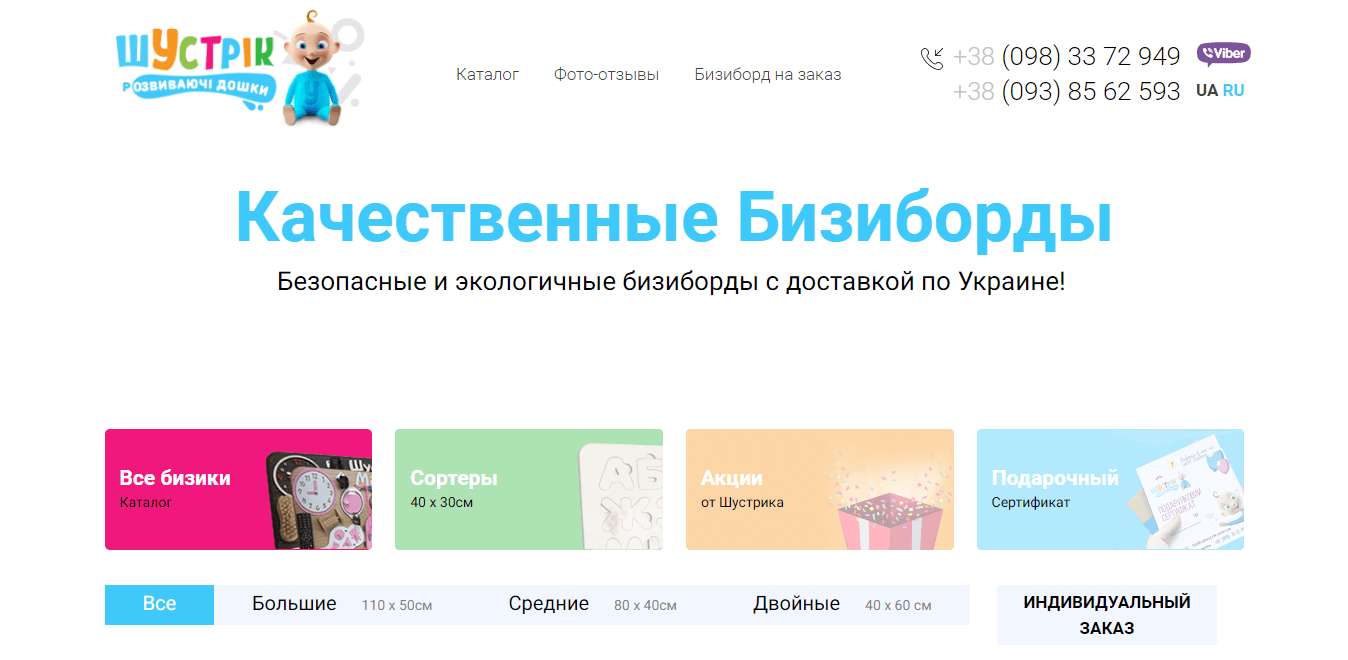 ШУСТРІК
РОЗВИВАЮЧІ ДОШКИ
Каталог
Фото-отзывы
Бизиборд на заказ
+38 (098) 33 72 949
Viber
+38 (093) 85 62 593
UA RU
Качественные Бизиборды
Безопасные и экологичные бизиборды с доставкой по Украине!
Все бизики
Каталог
Сортеры
40 х 30см
Акции
от Шустрика
Подарочный
Сертификат
ПОДАРУНКОВИЙ
СЕРТИФІКАТ
Все
Большие 110 х 50см
Средние 80 х 40см
Двойные 40 х 60 см
ИНДИВИДУАЛЬНЫЙ
ЗАКАЗ